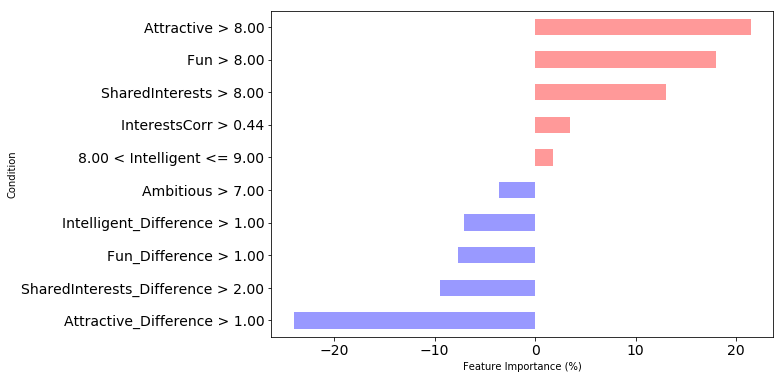 Attractive > 8.00
Fun > 8.00
SharedInterests > 8.00
InterestsCorr > 0.44
8.00 < Intelligent <= 9.00
Ambitious > 7.00
Intelligent_Difference > 1.00
Fun_Difference > 1.00
SharedInterests_Difference > 2.00
Attractive_Difference > 1.00
Condition
−20 −10 0 10 20
Feature Importance (%)